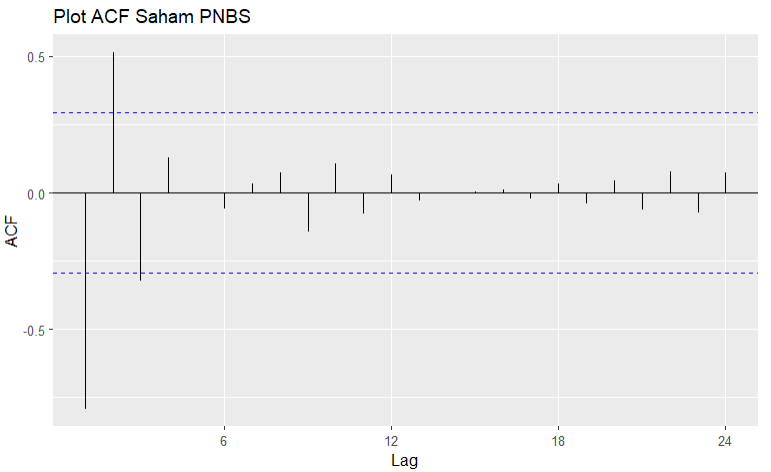 Plot ACF Saham PNBS
0.5
0.0
-0.5
ACF
6 12 18 24
Lag